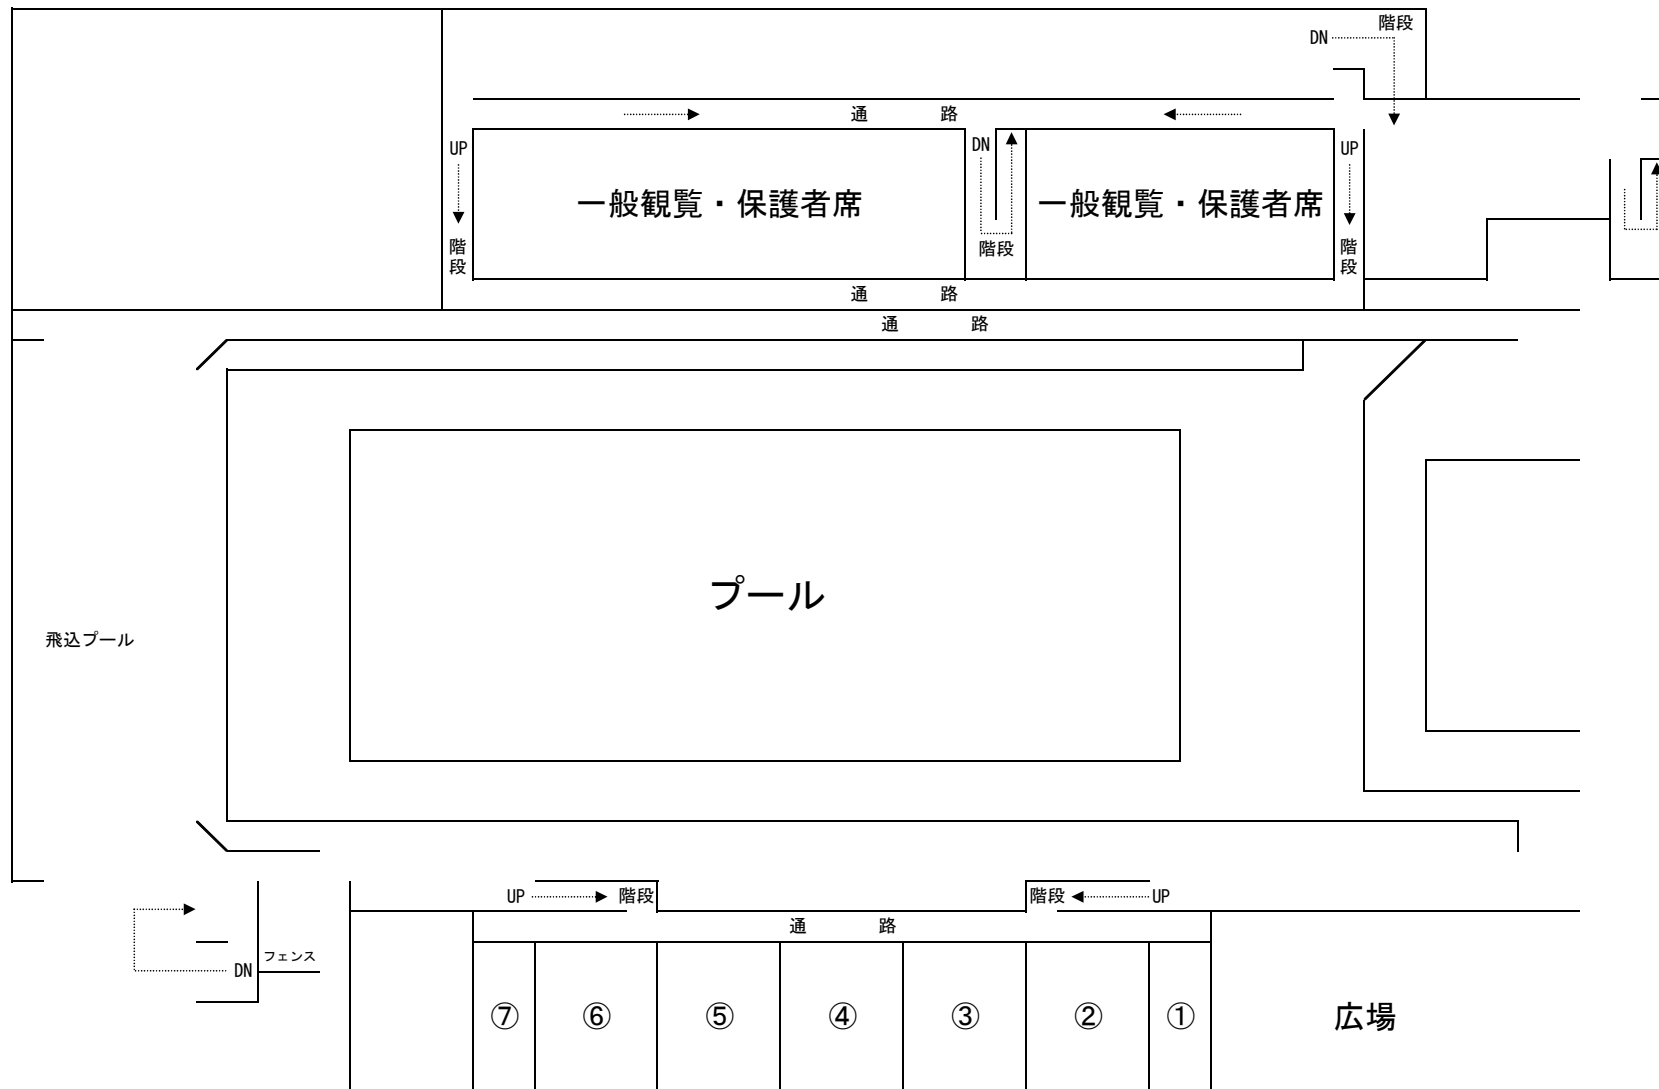 階段
DN
通 路
UP
DN
UP
一般観覧・保護者席
一般観覧・保護者席
階段
階段
階段
通 路
通 路
プール
飛込プール
UP
階段
階段
UP
通 路
フェンス
DN
⑦
⑥
⑤
④
③
②
①
広場